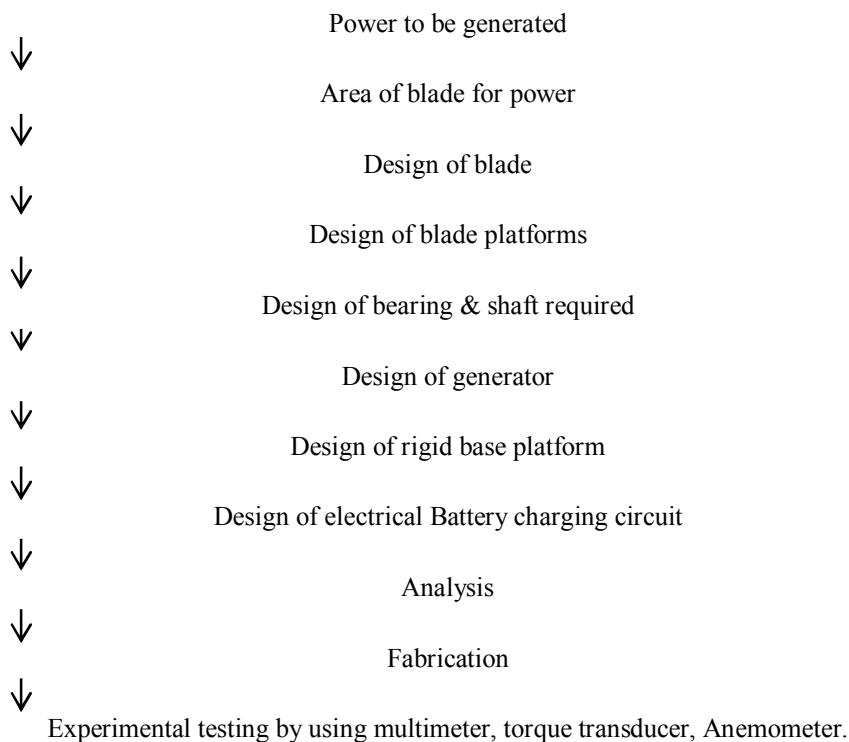 Power to be generated
Area of blade for power
Design of blade
Design of blade platforms
Design of bearing & shaft required
Design of generator
Design of rigid base platform
Design of electrical Battery charging circuit
Analysis
Fabrication
Experimental testing by using multimeter, torque transducer, Anemometer.